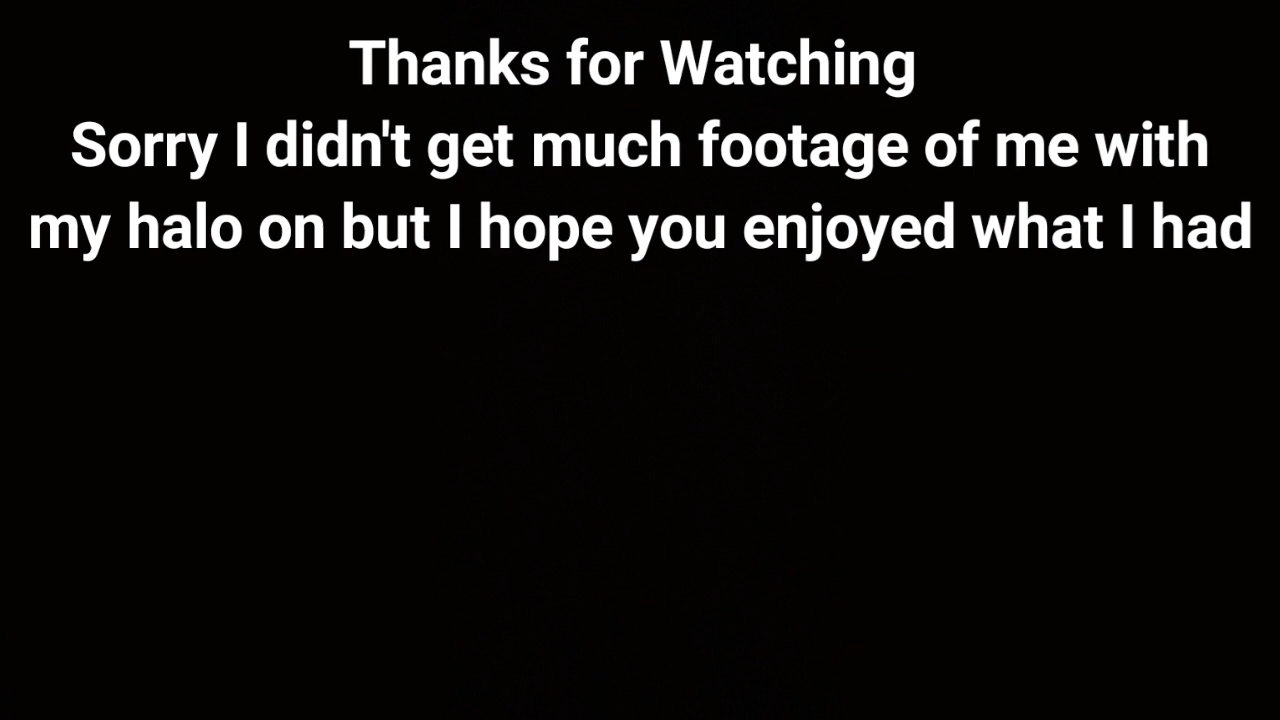 Thanks for Watching
Sorry I didn't get much footage of me with
my halo on but I hope you enjoyed what I had